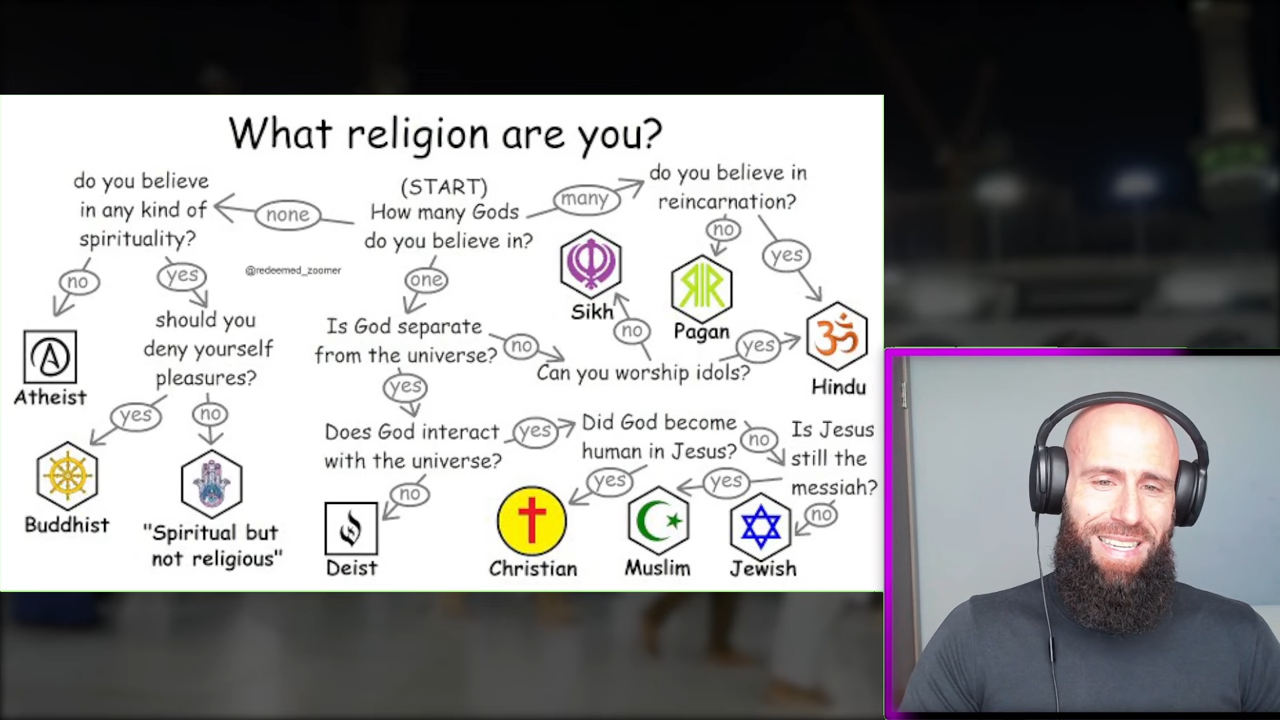 What religion are you?
do you believe
in any kind of
spirituality?
none
(START)
How many Gods
do you believe in?
many
do you believe in
reincarnation?
no
yes
@redeemed_zoomer
one
no
yes
Sikh
Pagan
Hindu
Atheist
should you
deny yourself
pleasures?
Is God separate
from the universe?
no
Can you worship idols?
no
yes
yes
yes
no
Buddhist
"Spiritual but
not religious"
Does God interact
with the universe?
yes
Did God become
human in Jesus?
no
Is Jesus
still the
messiah?
no
yes
yes
no
Deist
Christian
Muslim
Jewish